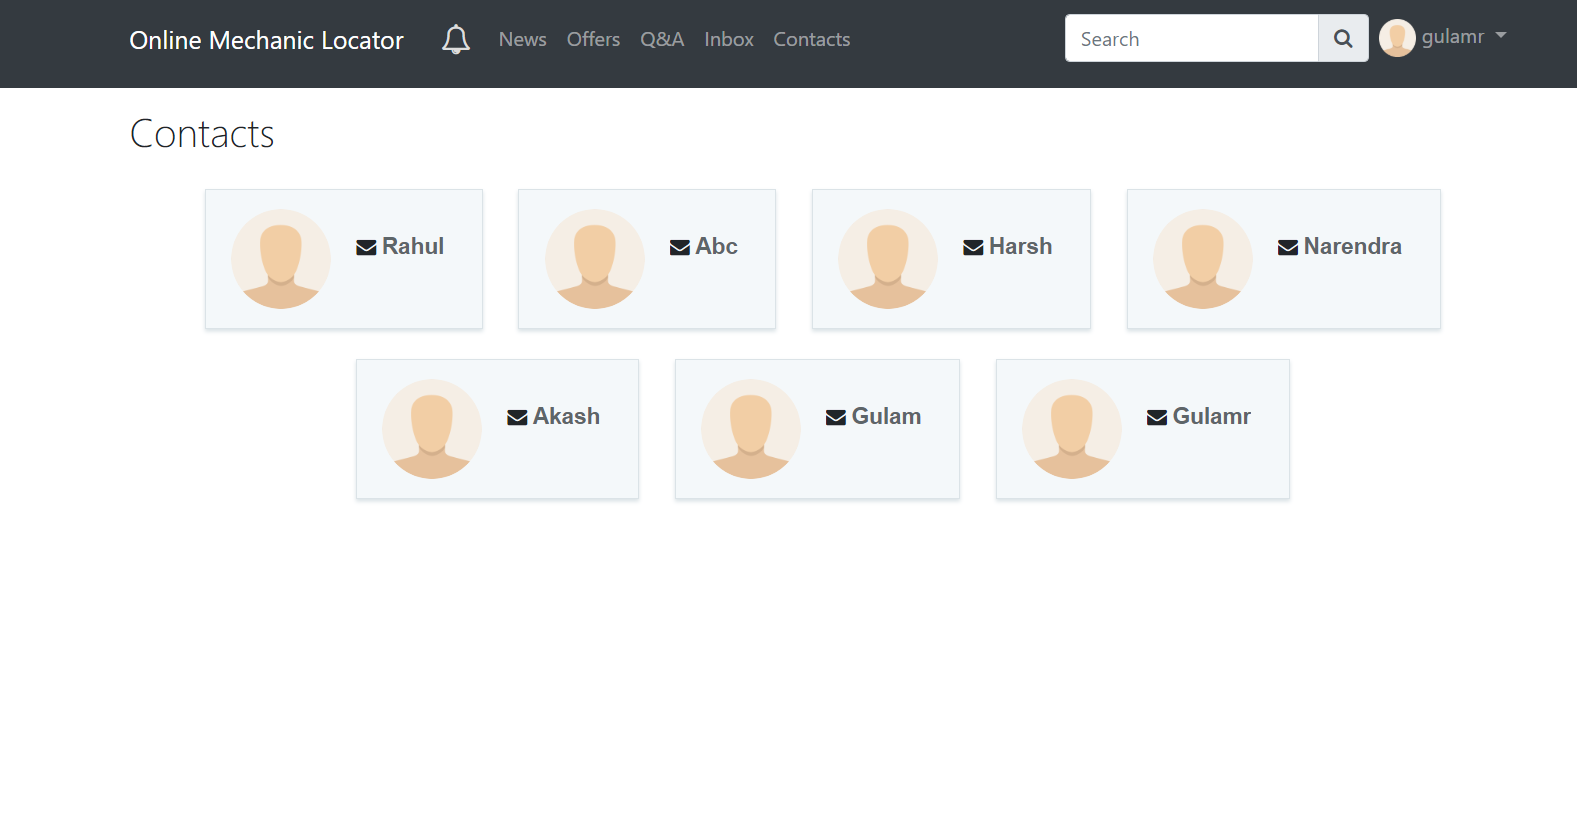 Online Mechanic Locator News Offers Q&A Inbox Contacts Search gulamr
Contacts
Rahul Abc Harsh Narendra
Akash Gulam Gulamr